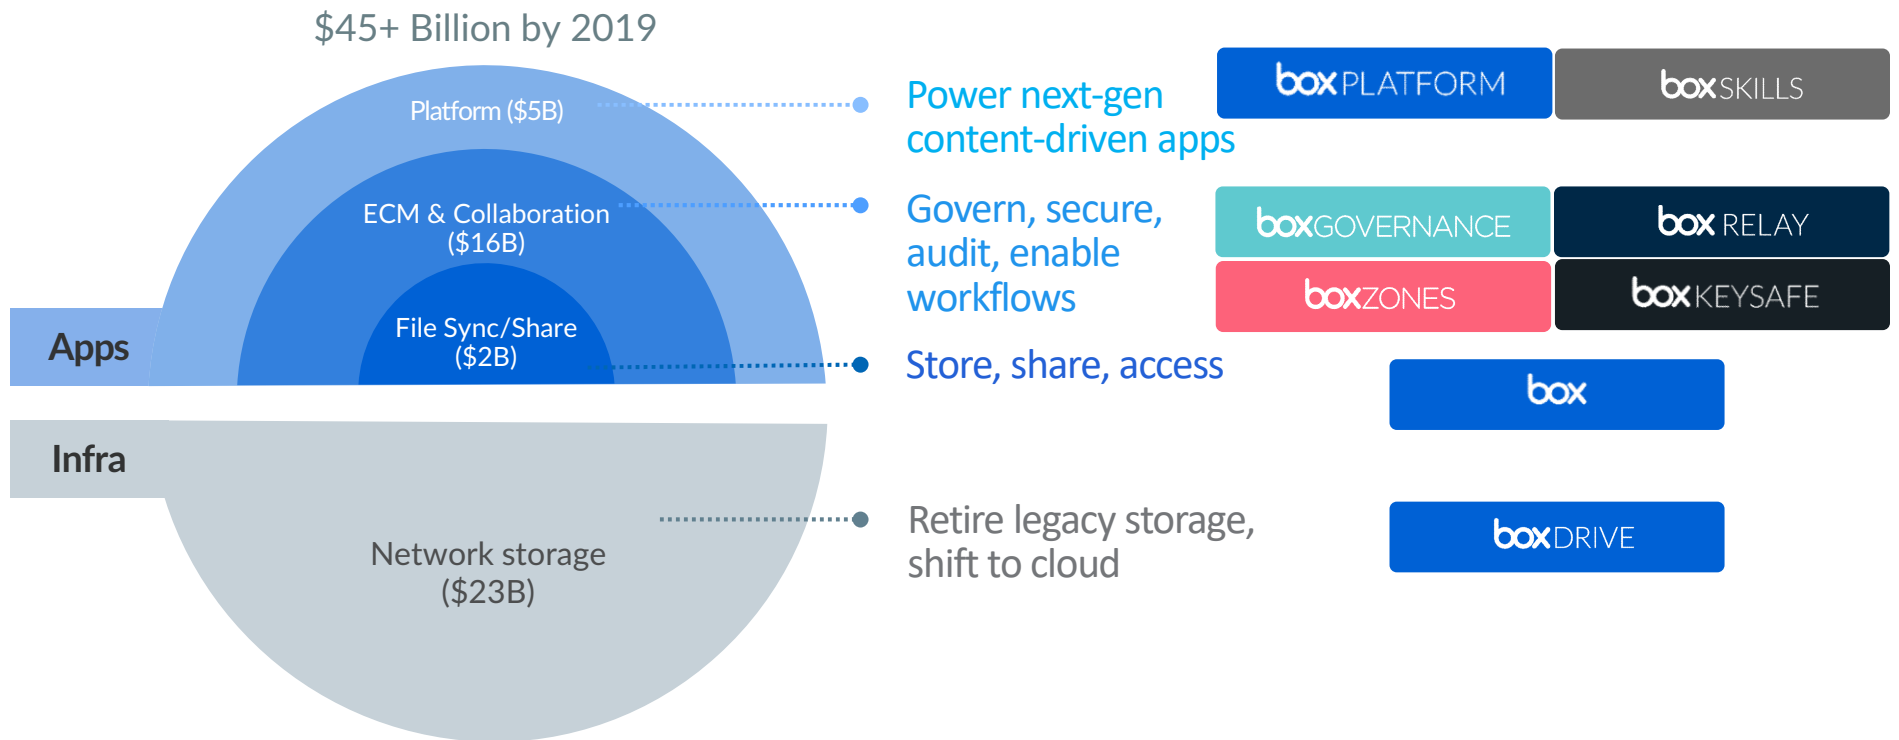 $45+ Billion by 2019
Platform ($5B)
ECM & Collaboration
($16B)
File Sync/Share
($2B)
Apps
Infra
Network storage
($23B)
Power next-gen
content-driven apps
Govern, secure,
audit, enable
workflows
Store, share, access
Retire legacy storage,
shift to cloud
box PLATFORM
box SKILLS
box GOVERNANCE
box RELAY
box ZONES
box KEYSAFE
box
box DRIVE